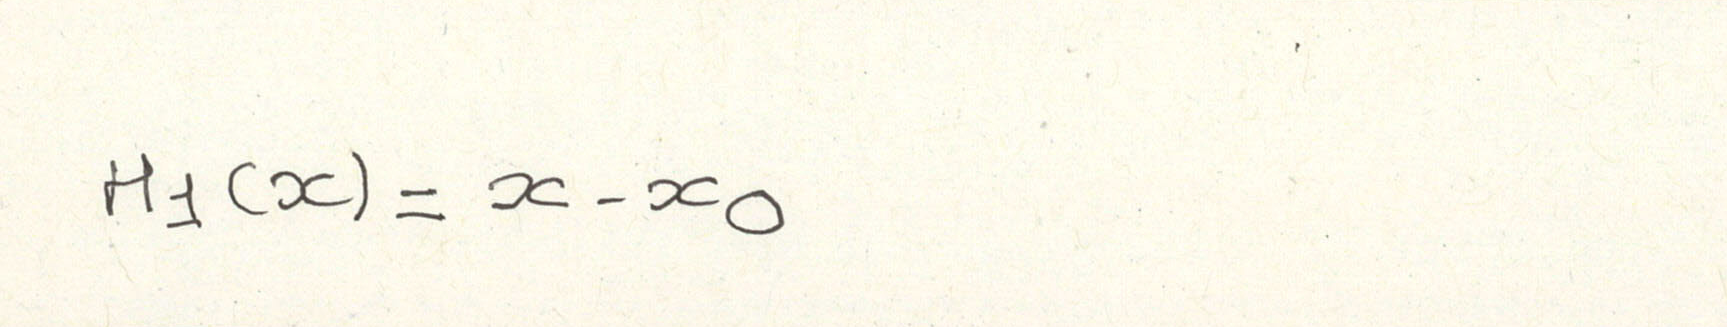 H₁(x) = x - x₀